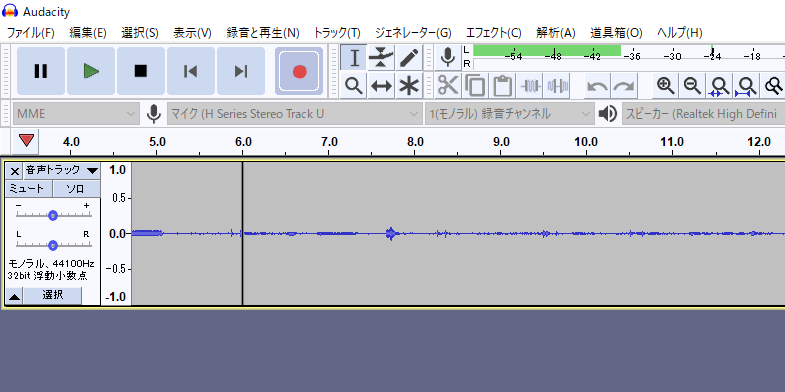 Audacity
ファイル(F) 編集(E) 選択(S) 表示(V) 録音と再生(N) トラック(T) ジェネレーター(G) エフェクト(C) 解析(A) 道具箱(O) ヘルプ(H)
L
R
-54 -48 -42 -36 -30 -24 -18
MME マイク (H Series Stereo Track U 1(モノラル) 録音チャンネル スピーカー (Realtek High Defini
4.0 5.0 6.0 7.0 8.0 9.0 10.0 11.0 12.0
× 音声トラック 1.0
ミュート ソロ 0.5
- +
L R 0.0
モノラル、44100Hz -0.5
32bit 浮動小数点
選択 -1.0